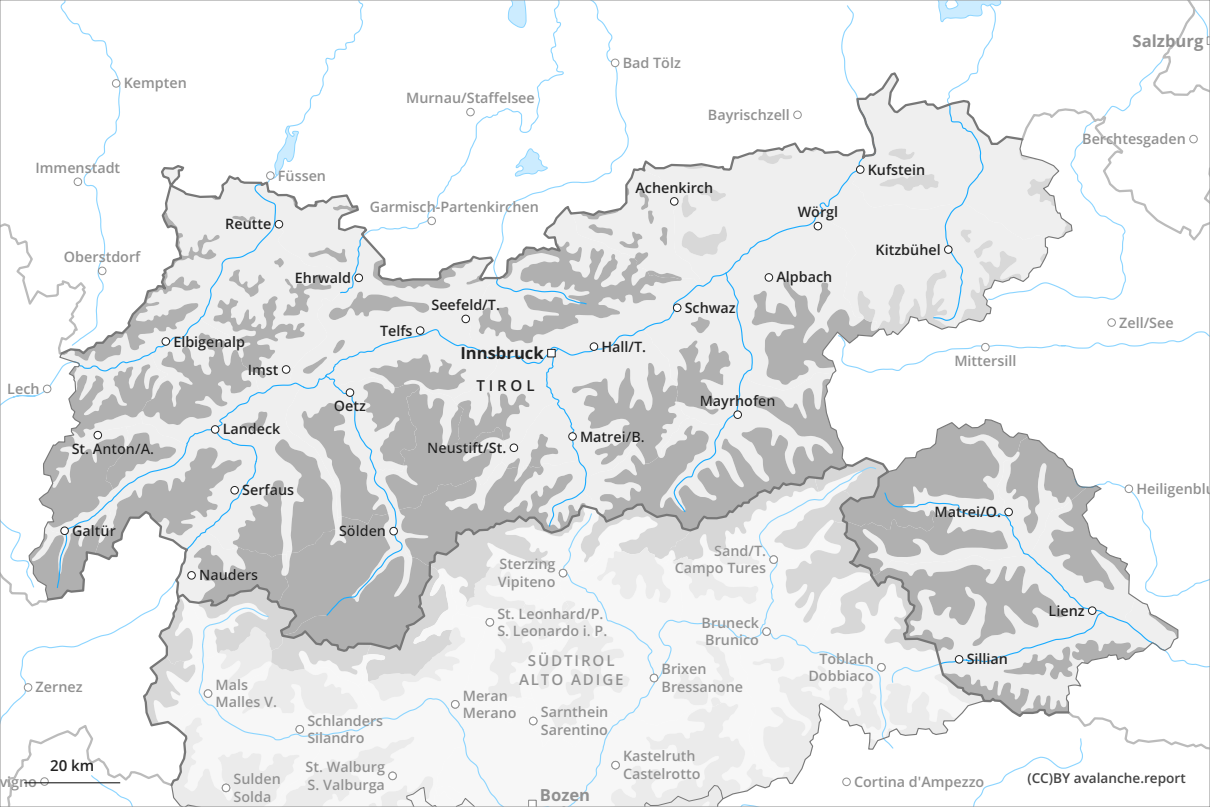 Salzburg
Bad Tölz
Kempten
Murnau/Staffelsee
Bayrischzell
Berchtesgaden
Immenstadt
Füssen
Kufstein
Achenkirch
Garmisch-Partenkirchen
Wörgl
Reutte
Kitzbühel
Oberstdorf
Ehrwald
Alpbach
Seefeld/T.
Schwaz
Telfs
Zell/See
Elbigenalp
Innsbruck
Hall/T.
Mittersill
Imst
TIROL
Lech
Oetz
Mayrhofen
Landeck
Matrei/B.
St. Anton/A.
Neustift/St.
Serfaus
Heiligenblu
Matrei/O.
Galtür
Sölden
Sand/T.
Campo Tures
Sterzing
Vipiteno
Nauders
Lienz
St. Leonhard/P.
S. Leonardo i. P.
Bruneck
Brunico
SÜDTIROL
ALTO ADIGE
Toblach
Dobbiaco
Sillian
Brixen
Bressanone
Zernez
Mals
Malles V.
Meran
Merano
Sarnthein
Sarentino
Schlanders
Silandro
Kastelruth
Castelrotto
St. Walburg
S. Valburga
20 km
vigno
Sulden
Solda
Cortina d'Ampezzo
(CC)BY avalanche.report
Bozen